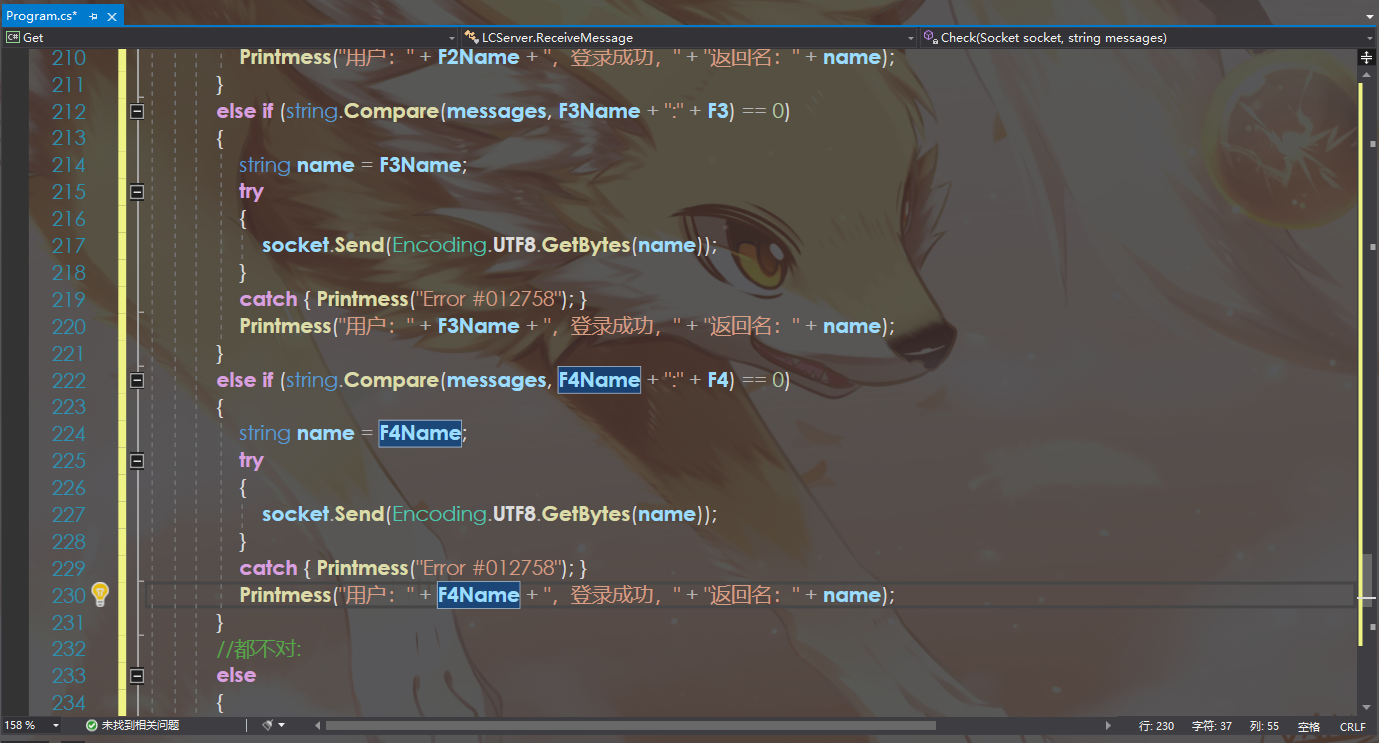 Program.cs*
Get
LCServer.ReceiveMessage
Check(Socket socket, string messages)
210 Printmess("用户：" + F2Name + "，登录成功，" + "返回名：" + name);
211 }
212 else if (string.Compare(messages, F3Name + ":" + F3) == 0)
213 {
214 string name = F3Name;
215 try
216 {
217 socket.Send(Encoding.UTF8.GetBytes(name));
218 }
219 catch { Printmess("Error #012758"); }
220 Printmess("用户：" + F3Name + "，登录成功，" + "返回名：" + name);
221 }
222 else if (string.Compare(messages, F4Name + ":" + F4) == 0)
223 {
224 string name = F4Name;
225 try
226 {
227 socket.Send(Encoding.UTF8.GetBytes(name));
228 }
229 catch { Printmess("Error #012758"); }
230 Printmess("用户：" + F4Name + "，登录成功，" + "返回名：" + name);
231 }
232 //都不对:
233 else
234 {
158 %
未找到相关问题
行: 230
字符: 37
列: 55
空格
CRLF